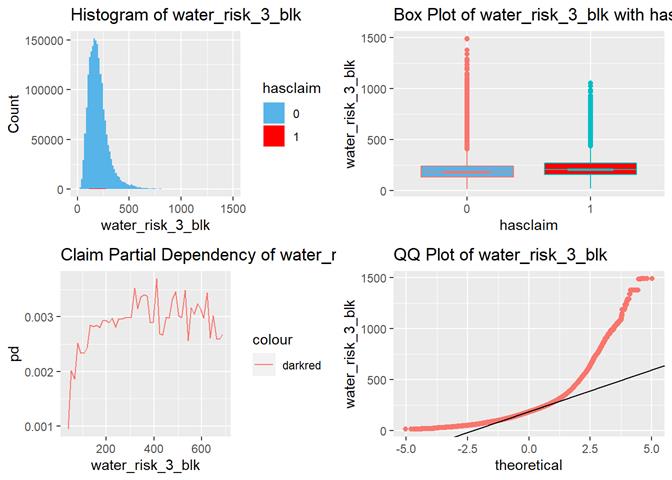 Histogram of water_risk_3_blk
150000
100000
50000
0
Count
0 500 1000 1500
water_risk_3_blk
hasclaim
0
1
Box Plot of water_risk_3_blk with has
1500
1000
500
0
water_risk_3_blk
0 1
hasclaim
Claim Partial Dependency of water_r
0.003
0.002
0.001
pd
200 400 600
water_risk_3_blk
colour
darkred
QQ Plot of water_risk_3_blk
1500
1000
500
0
water_risk_3_blk
-5.0 -2.5 0.0 2.5 5.0
theoretical